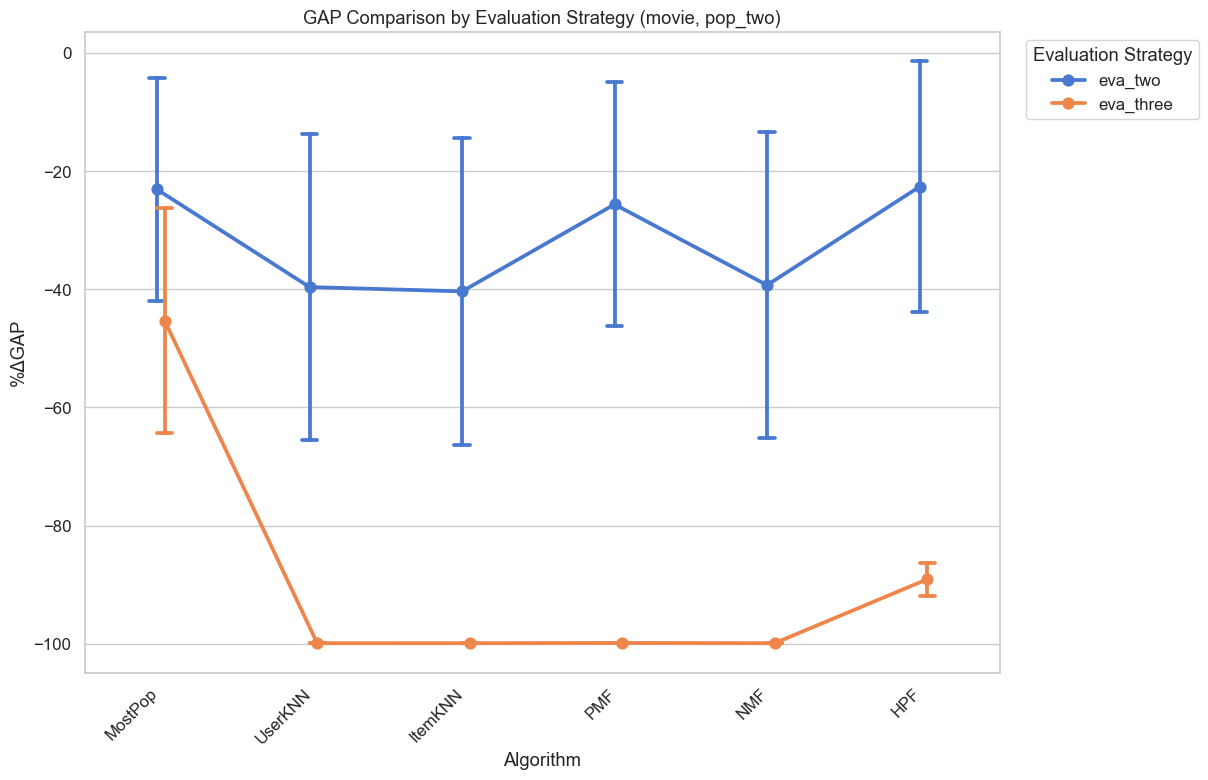 GAP Comparison by Evaluation Strategy (movie, pop_two)
Evaluation Strategy
eva_two
eva_three
%ΔGAP
0
−20
−40
−60
−80
−100
MostPop
UserKNN
ItemKNN
PMF
NMF
HPF
Algorithm